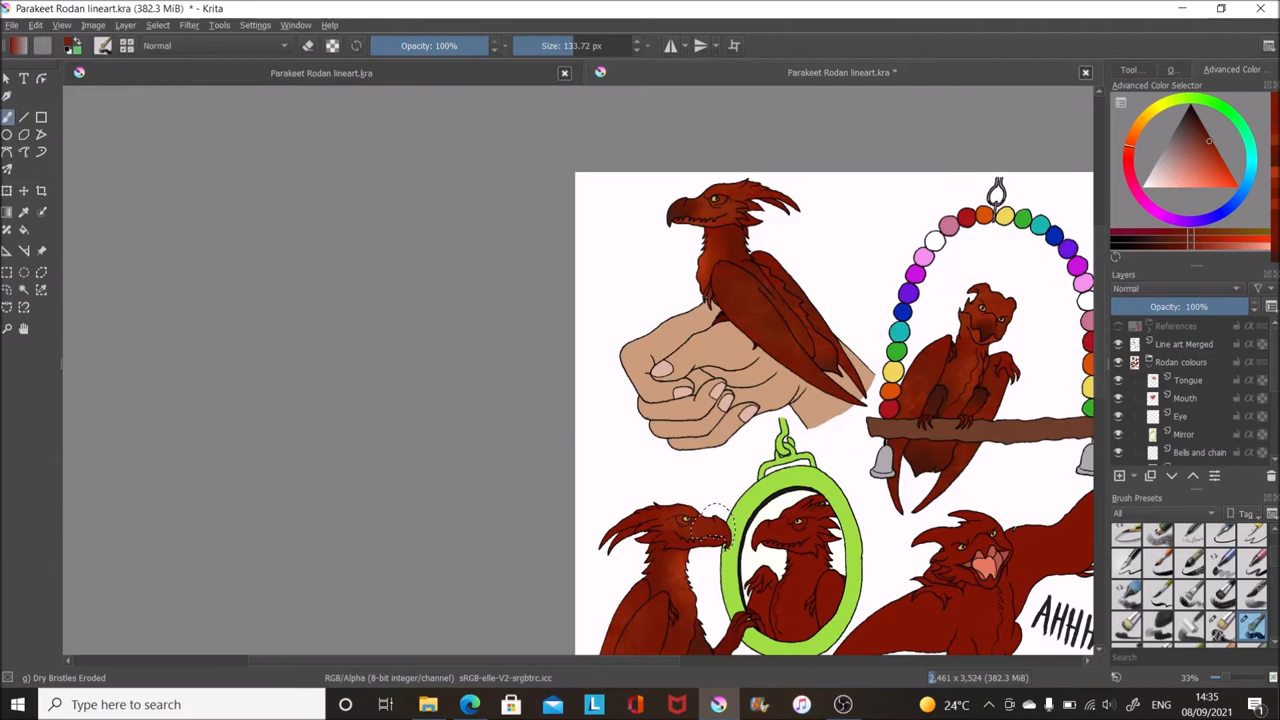 Parakeet Rodan lineart.kra (382.3 MiB) * - Krita
File Edit View Image Layer Select Filter Tools Settings Window Help
Normal Opacity: 100% Size: 133.72 px
Parakeet Rodan lineart.kra Parakeet Rodan lineart.kra *
Tool ... O... Advanced Color ...
Advanced Color Selector
Layers
Normal
Opacity: 100%
References
Line art Merged
Rodan colours
Tongue
Mouth
Eye
Mirror
Bells and chain
Brush Presets
All Tag
AHHH
Search
g) Dry Bristles Eroded RGB/Alpha (8-bit integer/channel) sRGB-elle-V2-srgbtrc.icc 2,461 x 3,524 (382.3 MiB) 33%
Type here to search L 24°C ENG 14:35
08/09/2021 1